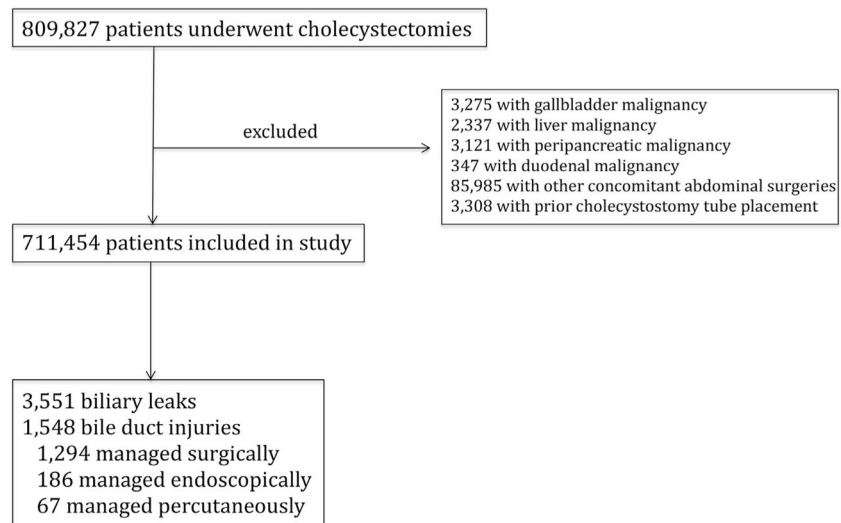 809,827 patients underwent cholecystectomies
excluded
3,275 with gallbladder malignancy
2,337 with liver malignancy
3,121 with peripancreatic malignancy
347 with duodenal malignancy
85,985 with other concomitant abdominal surgeries
3,308 with prior cholecystostomy tube placement
711,454 patients included in study
3,551 biliary leaks
1,548 bile duct injuries
1,294 managed surgically
186 managed endoscopically
67 managed percutaneously